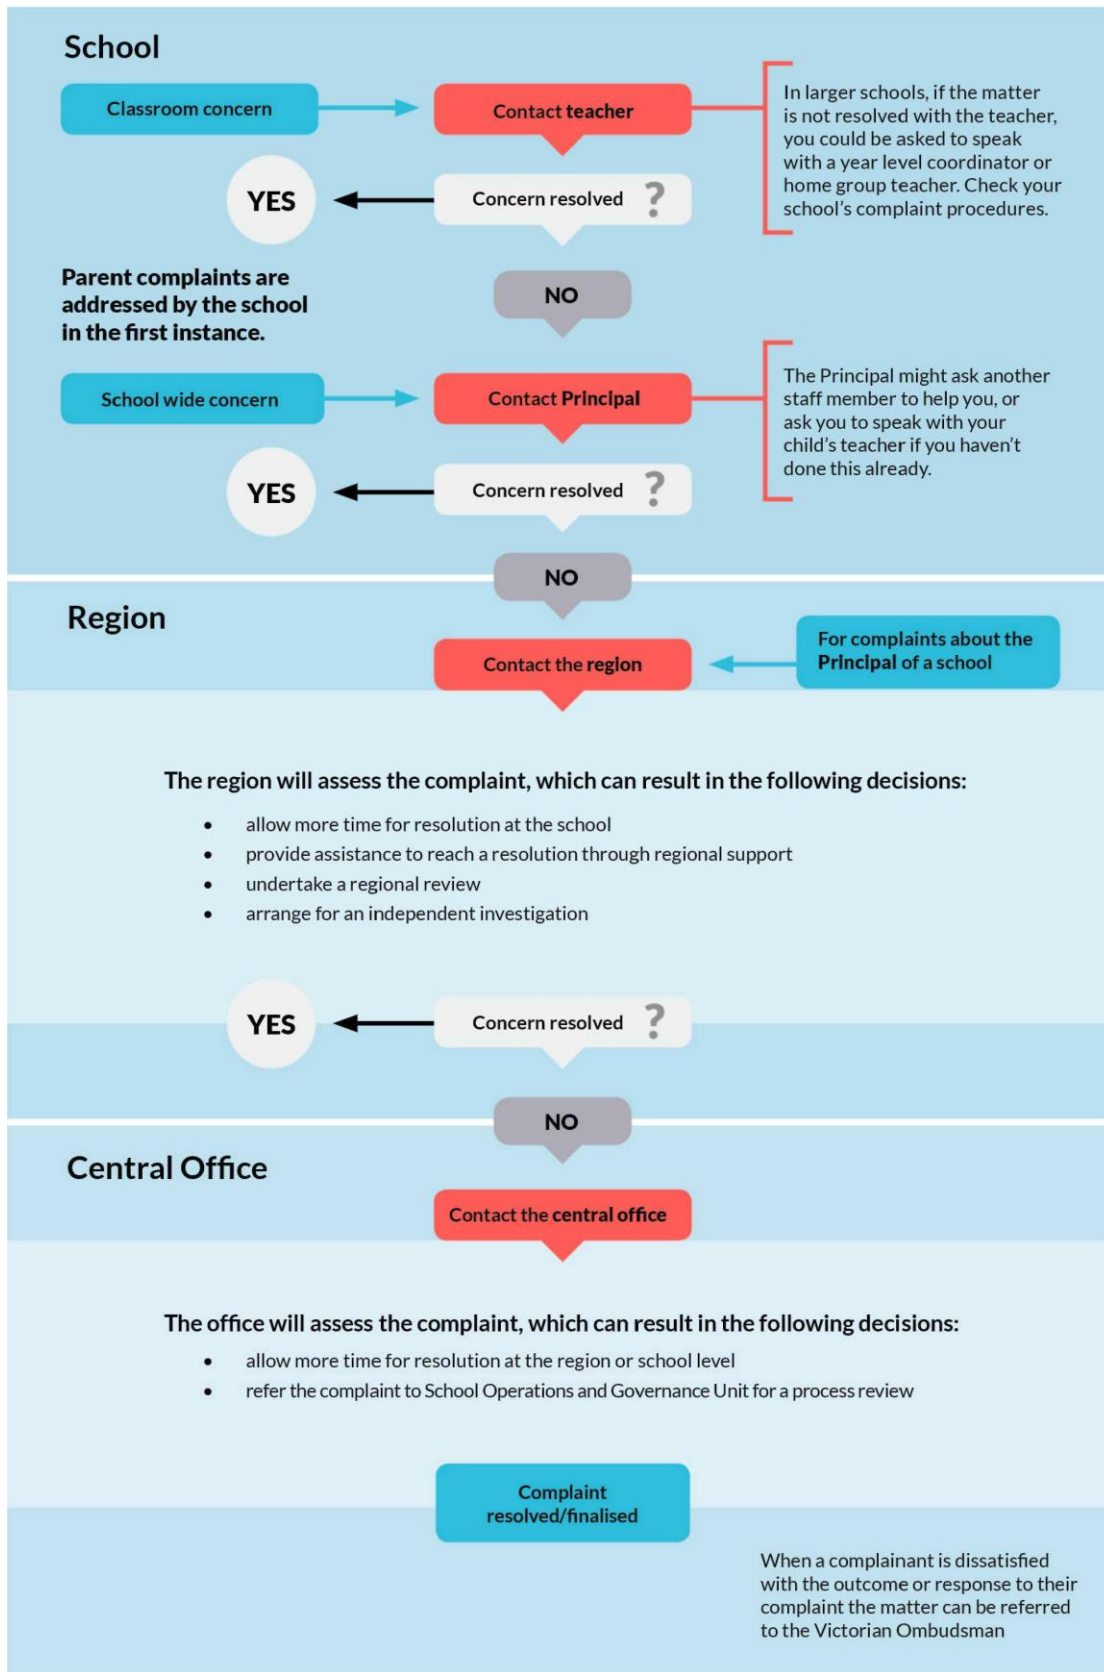 School
Classroom concern
Contact teacher
In larger schools, if the matter
is not resolved with the teacher,
you could be asked to speak
with a year level coordinator or
home group teacher. Check your
school's complaint procedures.
YES
Concern resolved ?
Parent complaints are
addressed by the school
in the first instance.
NO
School wide concern
Contact Principal
The Principal might ask another
staff member to help you, or
ask you to speak with your
child's teacher if you haven't
done this already.
YES
Concern resolved ?
NO
Region
Contact the region
For complaints about the
Principal of a school
The region will assess the complaint, which can result in the following decisions:
• allow more time for resolution at the school
• provide assistance to reach a resolution through regional support
• undertake a regional review
• arrange for an independent investigation
YES
Concern resolved ?
NO
Central Office
Contact the central office
The office will assess the complaint, which can result in the following decisions:
• allow more time for resolution at the region or school level
• refer the complaint to School Operations and Governance Unit for a process review
Complaint
resolved/finalised
When a complainant is dissatisfied
with the outcome or response to their
complaint the matter can be referred
to the Victorian Ombudsman